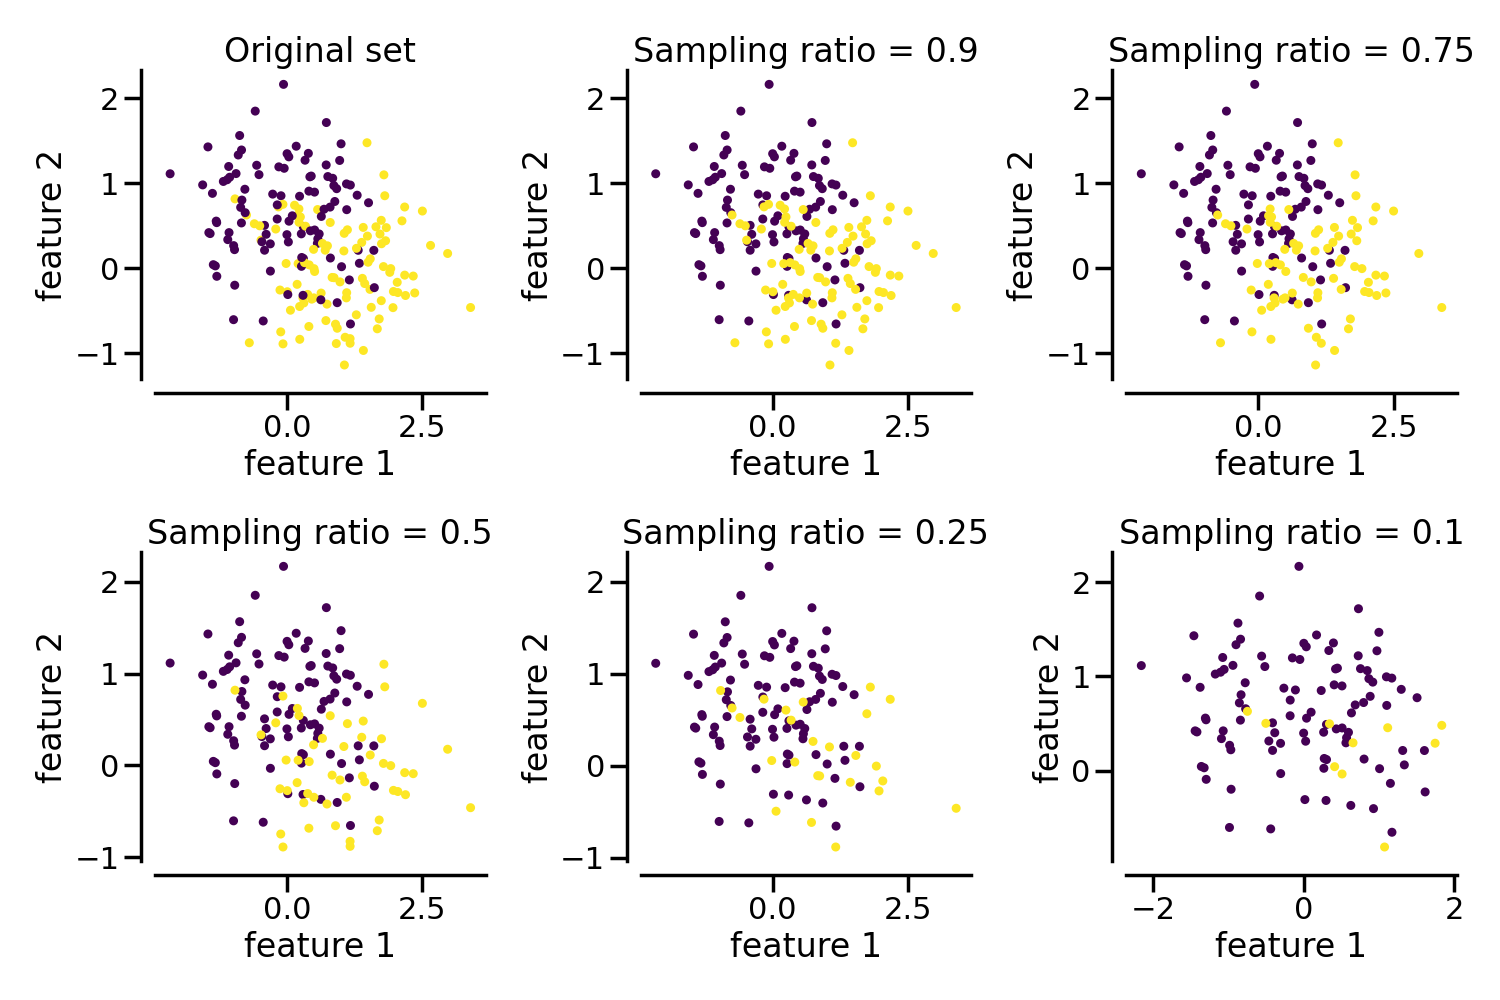 Original set
Sampling ratio = 0.9
Sampling ratio = 0.75
2
1
0
−1
feature 2
0.0 2.5
feature 1
2
1
0
−1
feature 2
0.0 2.5
feature 1
2
1
0
−1
feature 2
0.0 2.5
feature 1
Sampling ratio = 0.5
Sampling ratio = 0.25
Sampling ratio = 0.1
2
1
0
−1
feature 2
0.0 2.5
feature 1
2
1
0
−1
feature 2
0.0 2.5
feature 1
2
1
0
feature 2
−2 0 2
feature 1